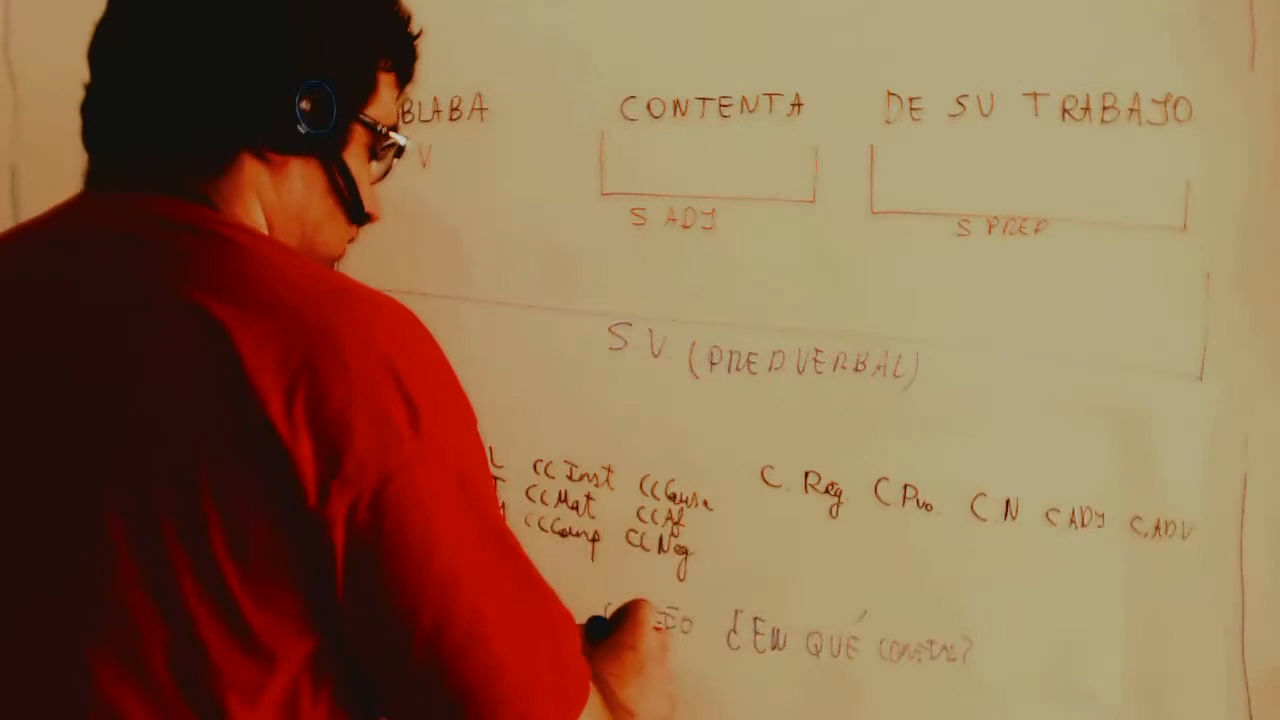 BLABA CONTENTA DE SU TRABAJO
V
S ADJ S PREP
S.V. (PRED VERBAL)
L CC Inst CC Causa C. Reg. C Pvo. C N C ADJ C. ADV
CC Mat CC Af
CC Comp CC Neg
¿EN QUÉ